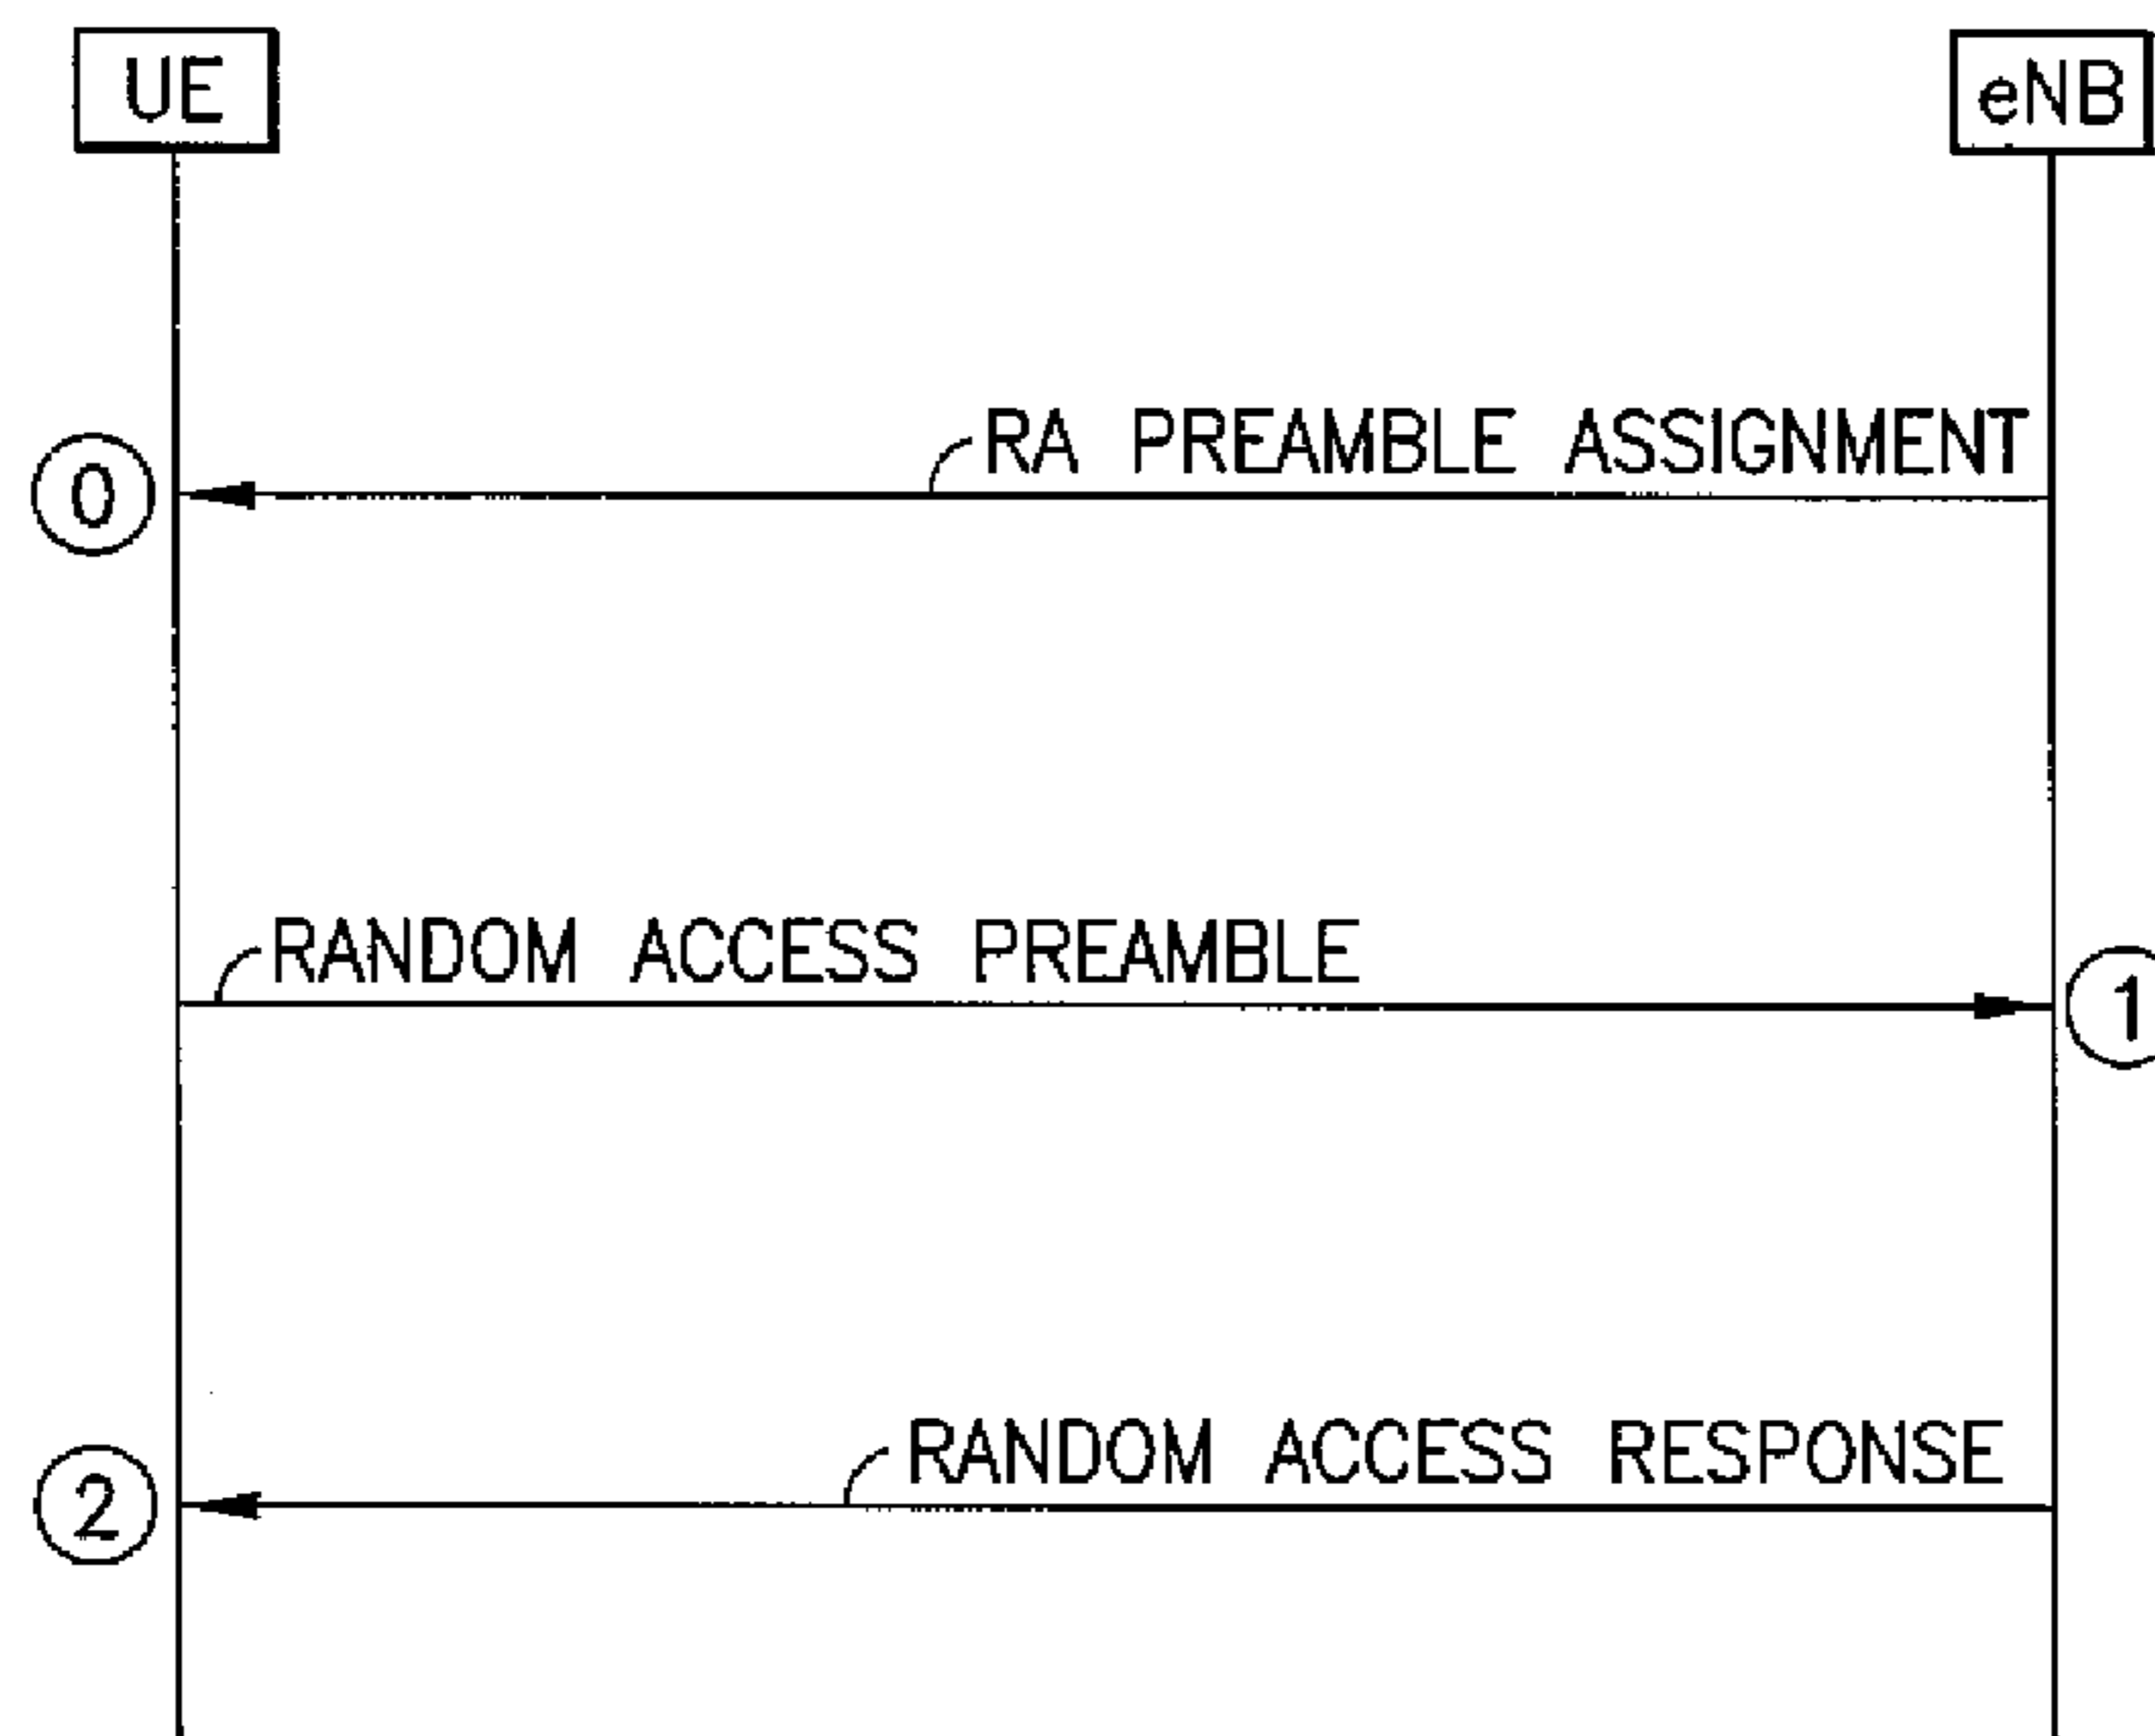 UE
eNB
RA PREAMBLE ASSIGNMENT
0
RANDOM ACCESS PREAMBLE
1
RANDOM ACCESS RESPONSE
2